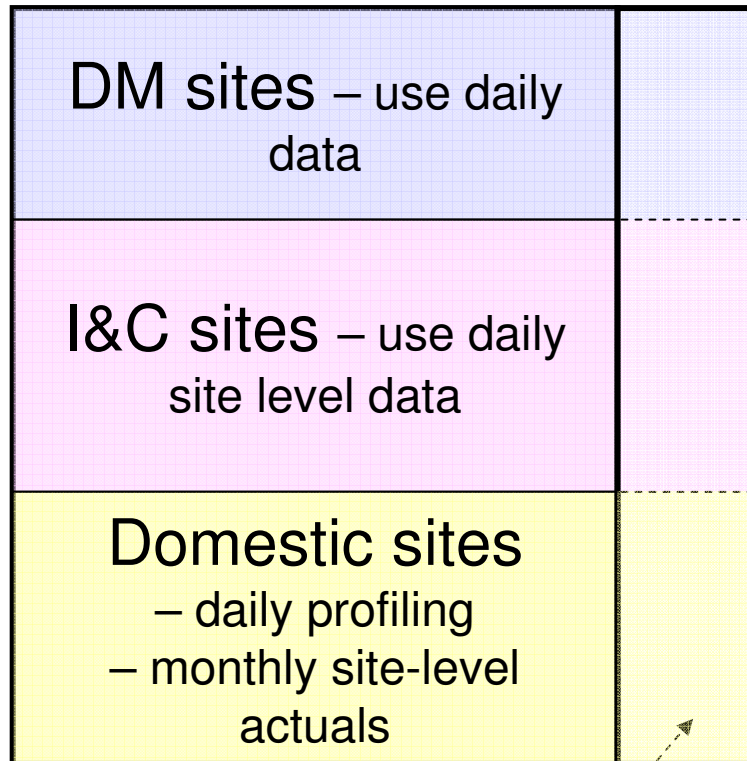 DM sites – use daily
data
I&C sites – use daily
site level data
Domestic sites
– daily profiling
– monthly site-level
actuals